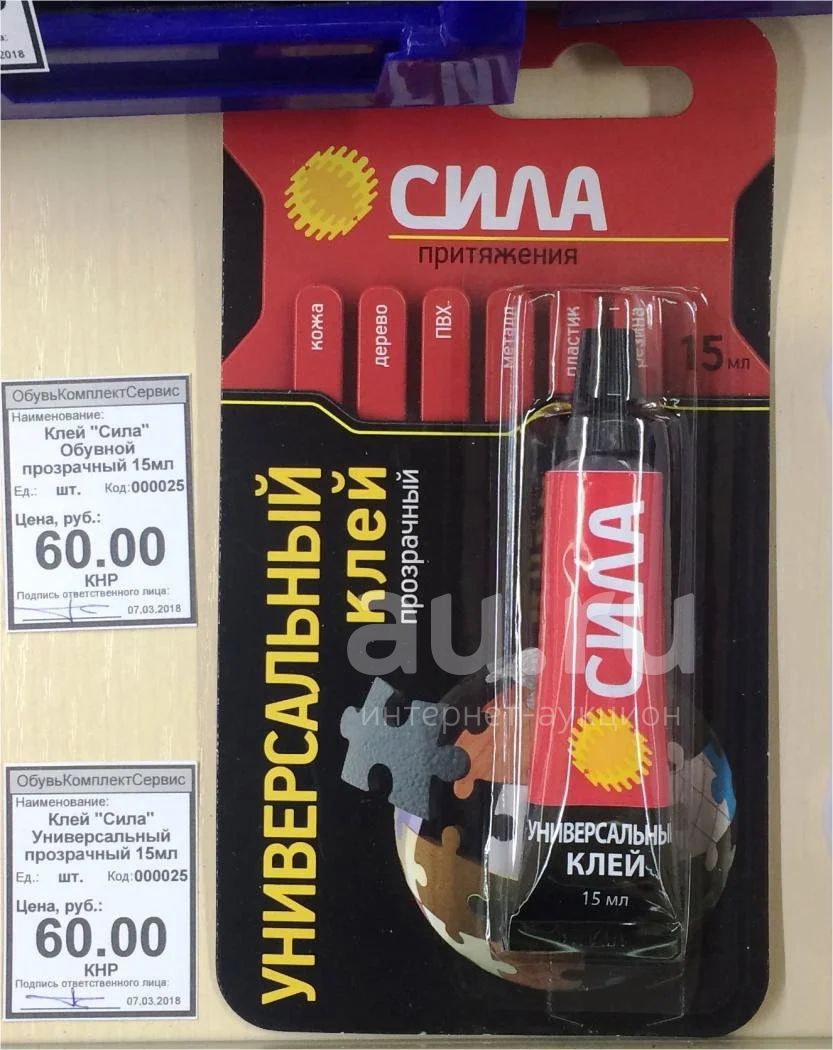 2018
СИЛА
притяжения
кожа
дерево
ПВХ
металл
пластик
резина
15 мл
УНИВЕРСАЛЬНЫЙ
клей
прозрачный
СИЛА
УНИВЕРСАЛЬНЫ
КЛЕЙ
15 мл
ОбувьКомплектСервис
Наименование:
Клей "Сила"
Обувной
прозрачный 15мл
Ед.: шт. Код:000025
Цена, руб.:
60.00
КНР
Подпись ответственного лица:
07.03.2018
ОбувьКомплектСервис
Наименование:
Клей "Сила"
Универсальный
прозрачный 15мл
Ед.: шт. Код:000025
Цена, руб.:
60.00
КНР
Подпись ответственного лица:
07.03.2018
au.ru
интернет-аукцион